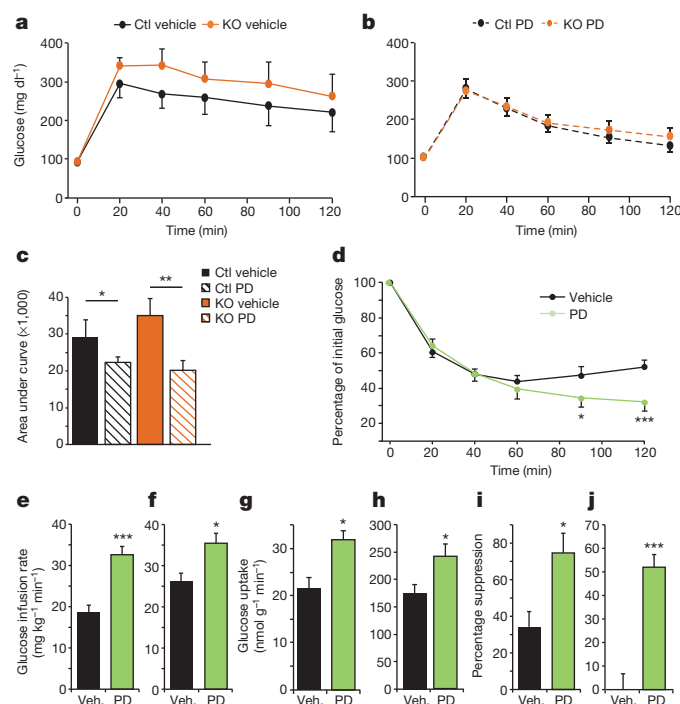 a
Ctl vehicle
KO vehicle
Glucose (mg dl⁻¹)
400
300
200
100
0
20
40
60
80
100
120
Time (min)
b
Ctl PD
KO PD
400
300
200
100
0
20
40
60
80
100
120
Time (min)
c
Ctl vehicle
Ctl PD
KO vehicle
KO PD
*
**
Area under curve (×1,000)
40
30
20
10
0
d
Vehicle
PD
Percentage of initial glucose
100
80
60
40
20
*
***
0
20
40
60
80
100
120
Time (min)
e
Glucose infusion rate
(mg kg⁻¹ min⁻¹)
40
30
20
10
0
***
Veh. PD
f
40
30
20
10
0
*
Veh. PD
g
Glucose uptake
(nmol g⁻¹ min⁻¹)
40
30
20
10
0
*
Veh. PD
h
300
250
200
150
100
50
0
*
Veh. PD
i
Percentage suppression
100
80
60
40
20
0
*
Veh. PD
j
70
60
50
40
30
20
10
0
***
Veh. PD